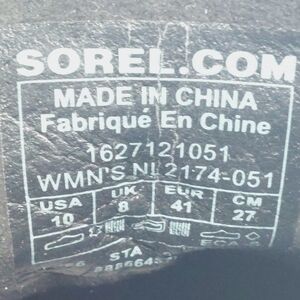 SOREL.COM
MADE IN CHINA
Fabriqué En Chine
1627121051
WMN'S NL2174-051
USA UK EUR CM
10 8 41 27
STA